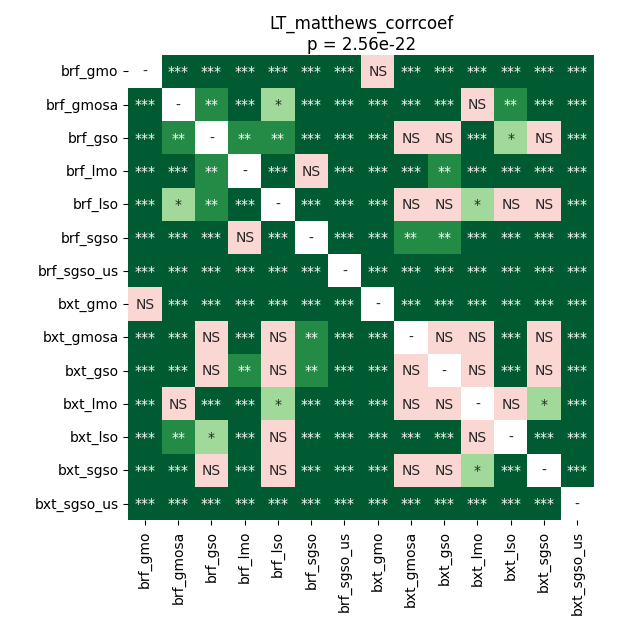 LT_matthews_corrcoef
p = 2.56e-22
brf_gmo - *** *** *** *** *** *** NS *** *** *** *** *** ***
brf_gmosa *** - ** *** * *** *** *** *** *** NS ** *** ***
brf_gso *** ** - ** ** *** *** *** NS NS *** * NS ***
brf_lmo *** *** ** - *** NS *** *** *** ** *** *** *** ***
brf_lso *** * ** *** - *** *** *** NS NS * NS NS ***
brf_sgso *** *** *** NS *** - *** *** ** ** *** *** *** ***
brf_sgso_us *** *** *** *** *** *** - *** *** *** *** *** *** ***
bxt_gmo NS *** *** *** *** *** *** - *** *** *** *** *** ***
bxt_gmosa *** *** NS *** NS ** *** *** - NS NS *** NS ***
bxt_gso *** *** NS ** NS ** *** *** NS - NS *** NS ***
bxt_lmo *** NS *** *** * *** *** *** NS NS - NS * ***
bxt_lso *** ** * *** NS *** *** *** *** *** NS - *** ***
bxt_sgso *** *** NS *** NS *** *** *** NS NS * *** - ***
bxt_sgso_us *** *** *** *** *** *** *** *** *** *** *** *** *** -
brf_gmo
brf_gmosa
brf_gso
brf_lmo
brf_lso
brf_sgso
brf_sgso_us
bxt_gmo
bxt_gmosa
bxt_gso
bxt_lmo
bxt_lso
bxt_sgso
bxt_sgso_us